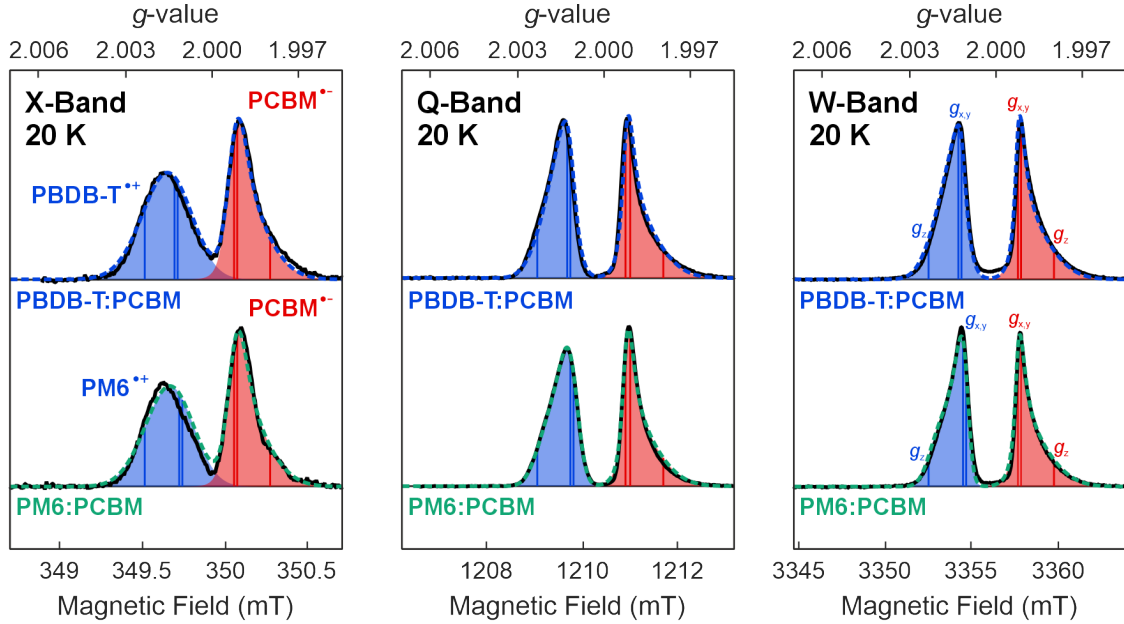 g-value
2.006 2.003 2.000 1.997
X-Band
20 K
PCBM•-
PBDB-T•+
PBDB-T:PCBM
PCBM•-
PM6•+
PM6:PCBM
349 349.5 350 350.5
Magnetic Field (mT)
g-value
2.006 2.003 2.000 1.997
Q-Band
20 K
PBDB-T:PCBM
PM6:PCBM
1208 1210 1212
Magnetic Field (mT)
g-value
2.006 2.003 2.000 1.997
W-Band
20 K
gx,y
gx,y
gz
gz
PBDB-T:PCBM
gx,y
gx,y
gz
gz
PM6:PCBM
3345 3350 3355 3360
Magnetic Field (mT)